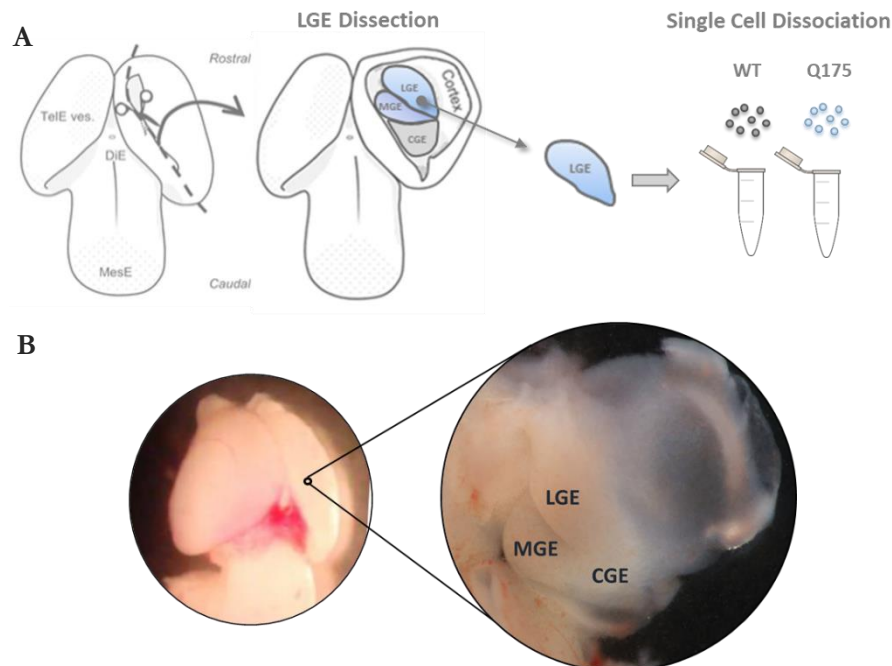 A
LGE Dissection
Single Cell Dissociation
Rostral
WT
Q175
TelE ves.
DiE
MesE
Caudal
Cortex
LGE
MGE
CGE
LGE
B
LGE
MGE
CGE